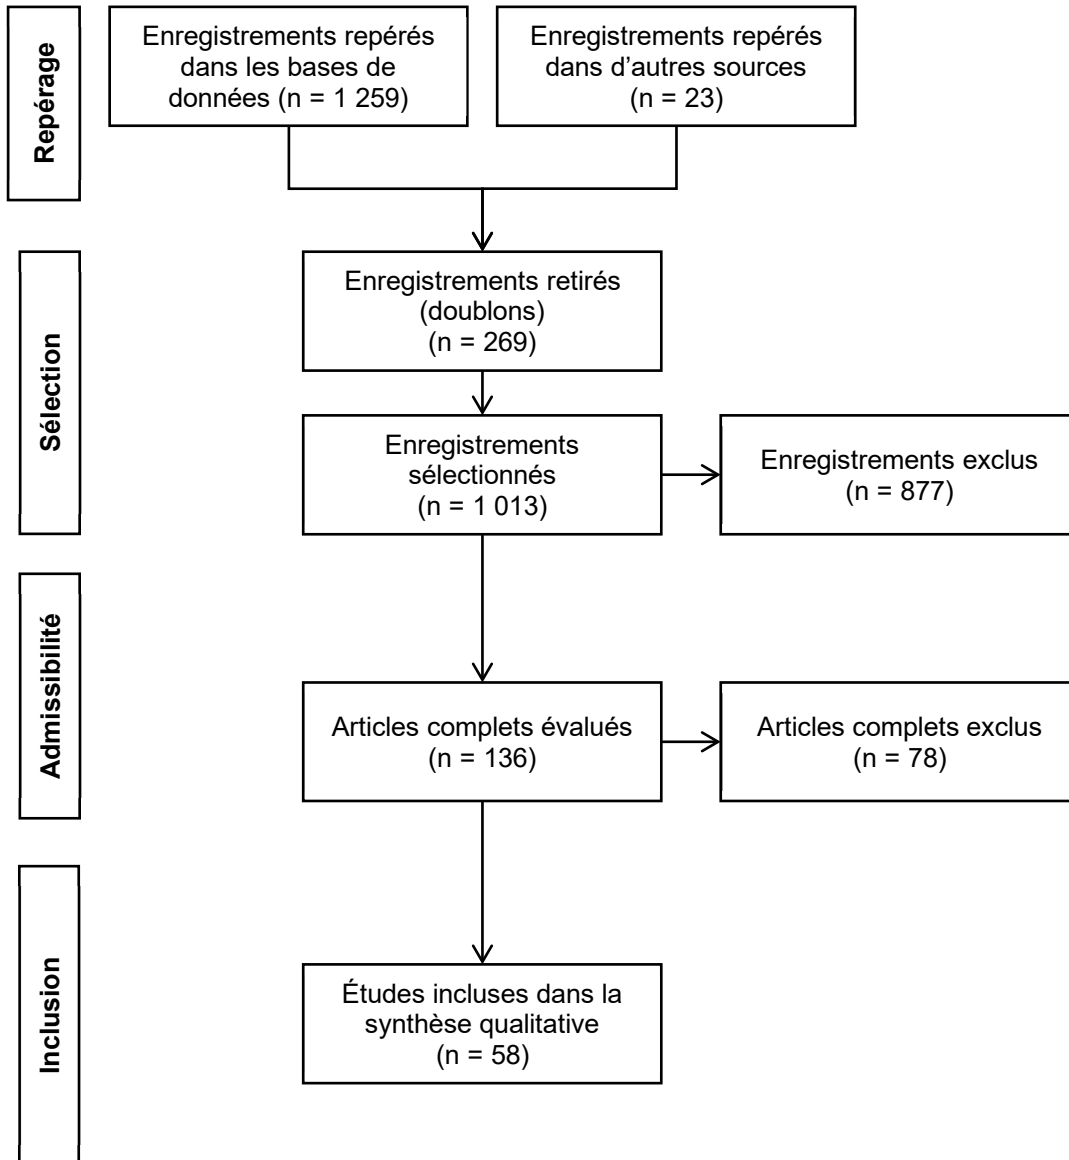 Repérage
Enregistrements repérés
dans les bases de
données (n = 1 259)
Enregistrements repérés
dans d’autres sources
(n = 23)
Sélection
Enregistrements retirés
(doublons)
(n = 269)
Enregistrements
sélectionnés
(n = 1 013)
Enregistrements exclus
(n = 877)
Admissibilité
Articles complets évalués
(n = 136)
Articles complets exclus
(n = 78)
Inclusion
Études incluses dans la
synthèse qualitative
(n = 58)